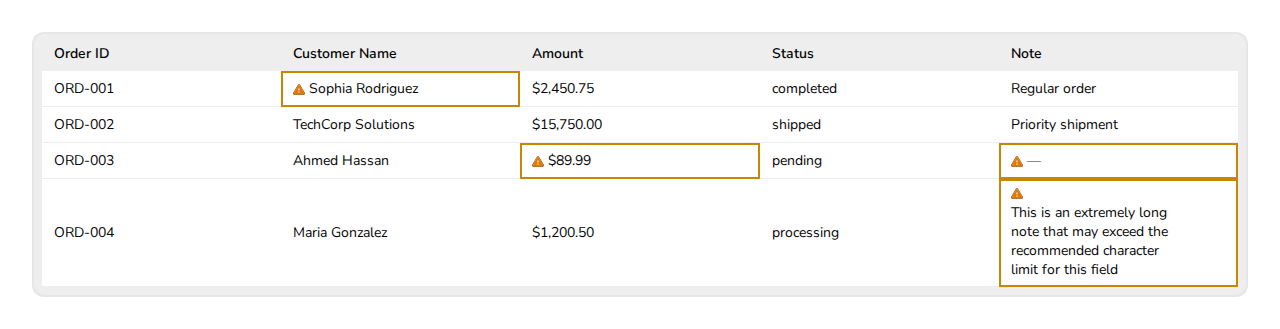 Order ID Customer Name Amount Status Note
ORD-001 Sophia Rodriguez $2,450.75 completed Regular order
ORD-002 TechCorp Solutions $15,750.00 shipped Priority shipment
ORD-003 Ahmed Hassan $89.99 pending —
ORD-004 Maria Gonzalez $1,200.50 processing
This is an extremely long
note that may exceed the
recommended character
limit for this field